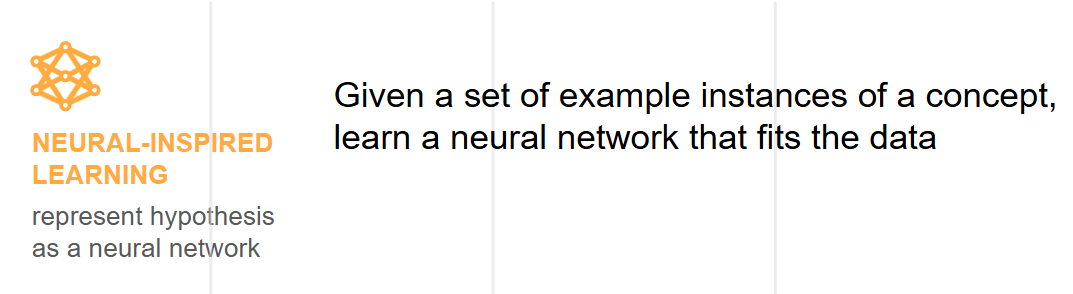 NEURAL-INSPIRED
LEARNING
represent hypothesis
as a neural network
Given a set of example instances of a concept,
learn a neural network that fits the data